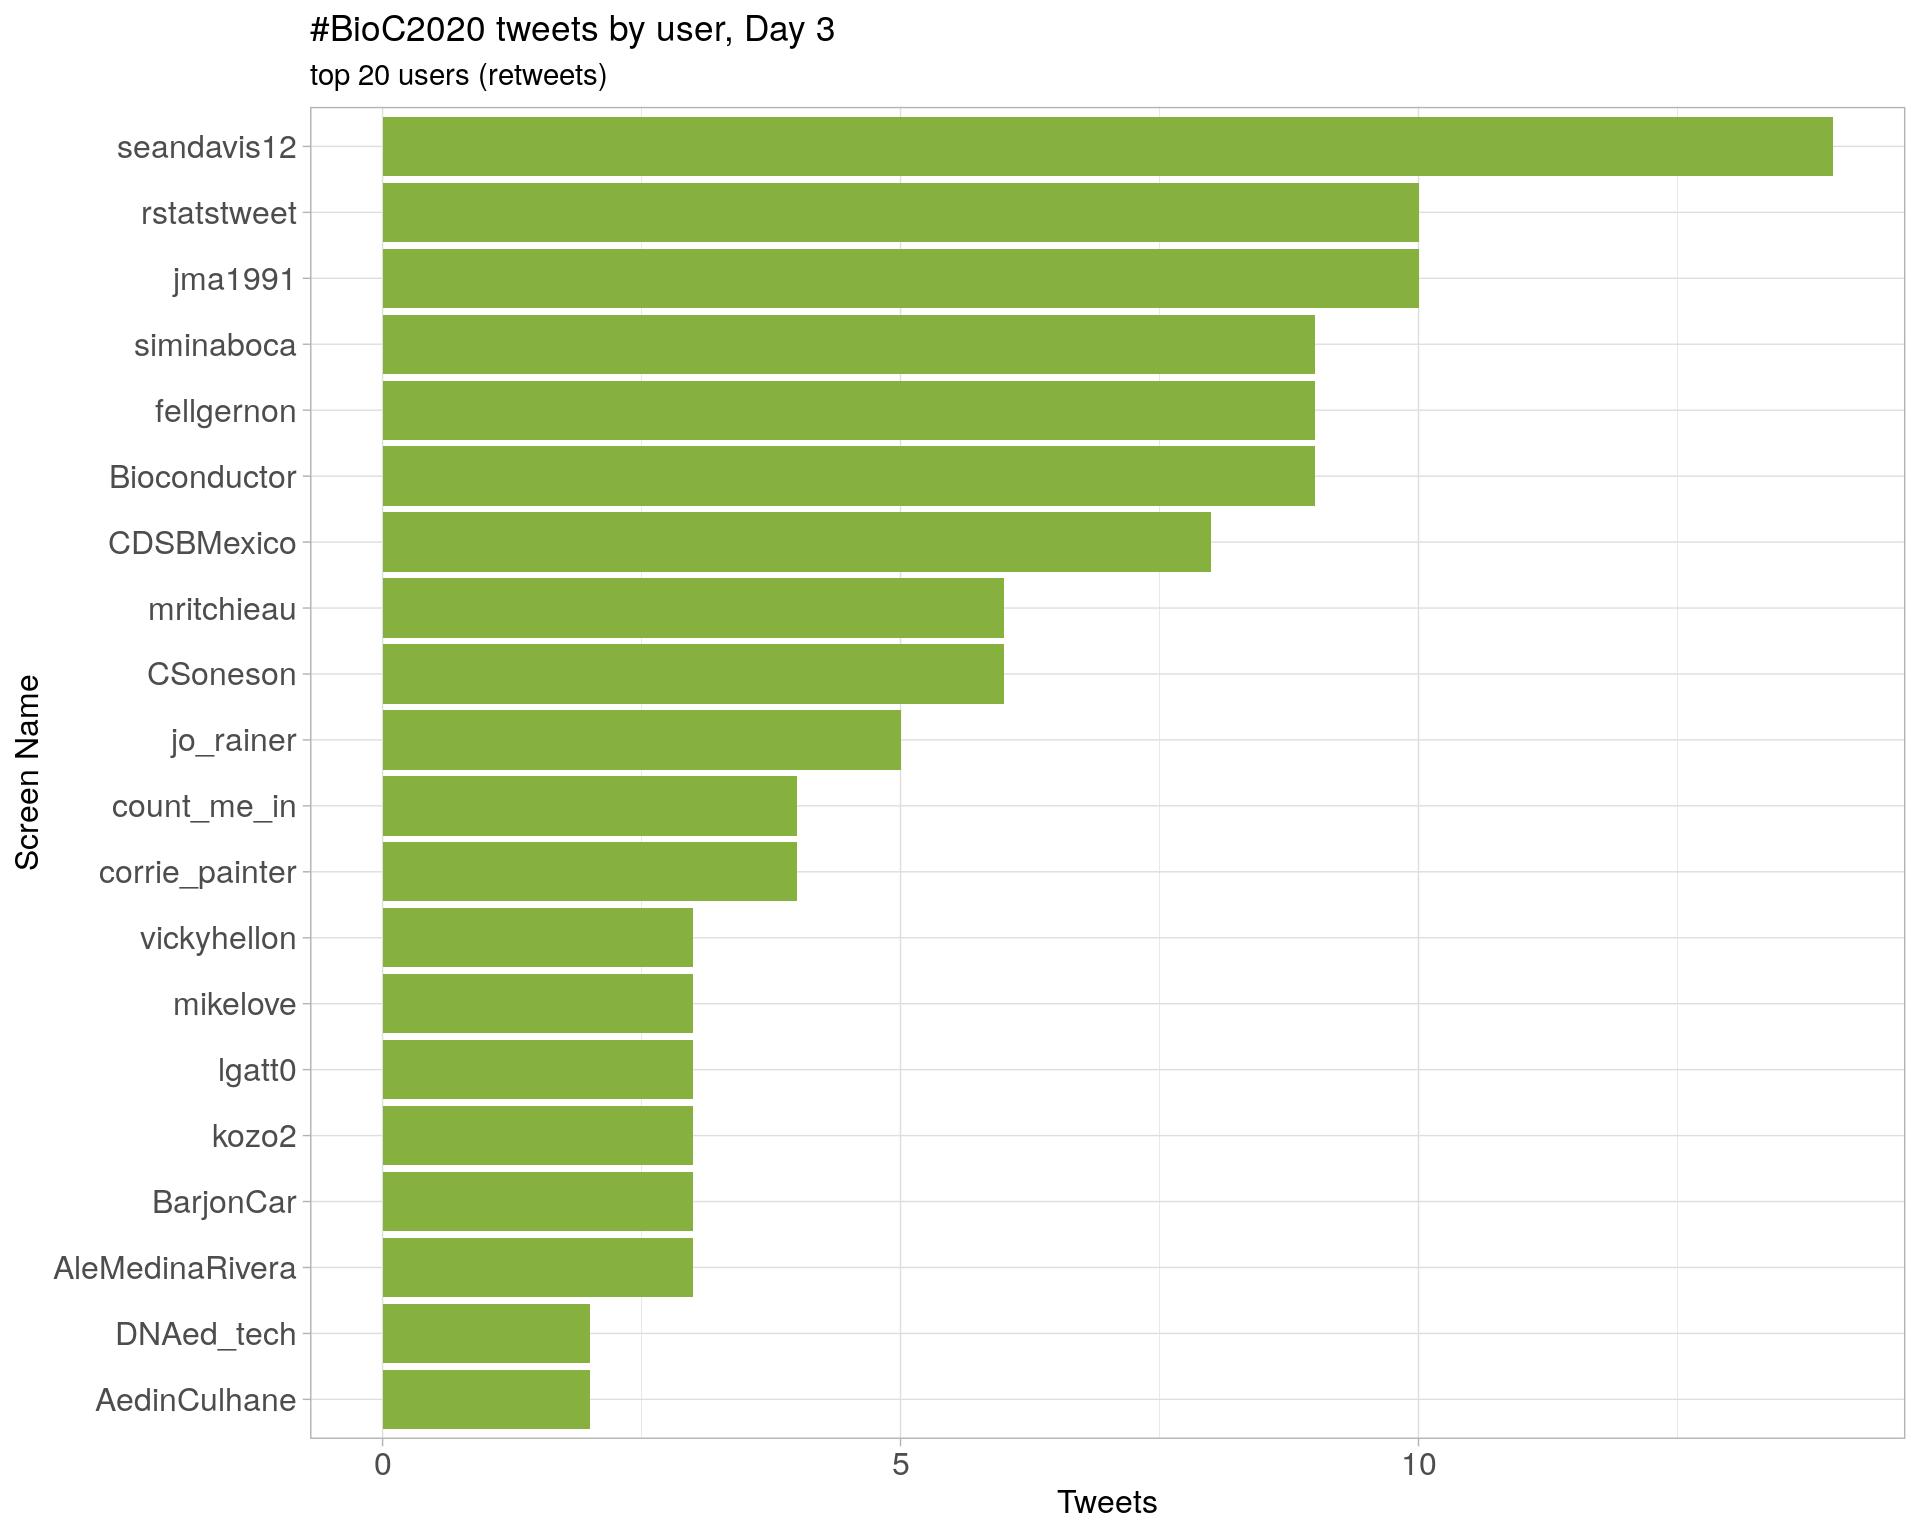 #BioC2020 tweets by user, Day 3
top 20 users (retweets)
seandavis12
rstatstweet
jma1991
siminaboca
fellgernon
Bioconductor
CDSBMexico
mritchieau
CSoneson
jo_rainer
count_me_in
corrie_painter
vickyhellon
mikelove
lgatt0
kozo2
BarjonCar
AleMedinaRivera
DNAed_tech
AedinCulhane
Screen Name
0 5 10
Tweets